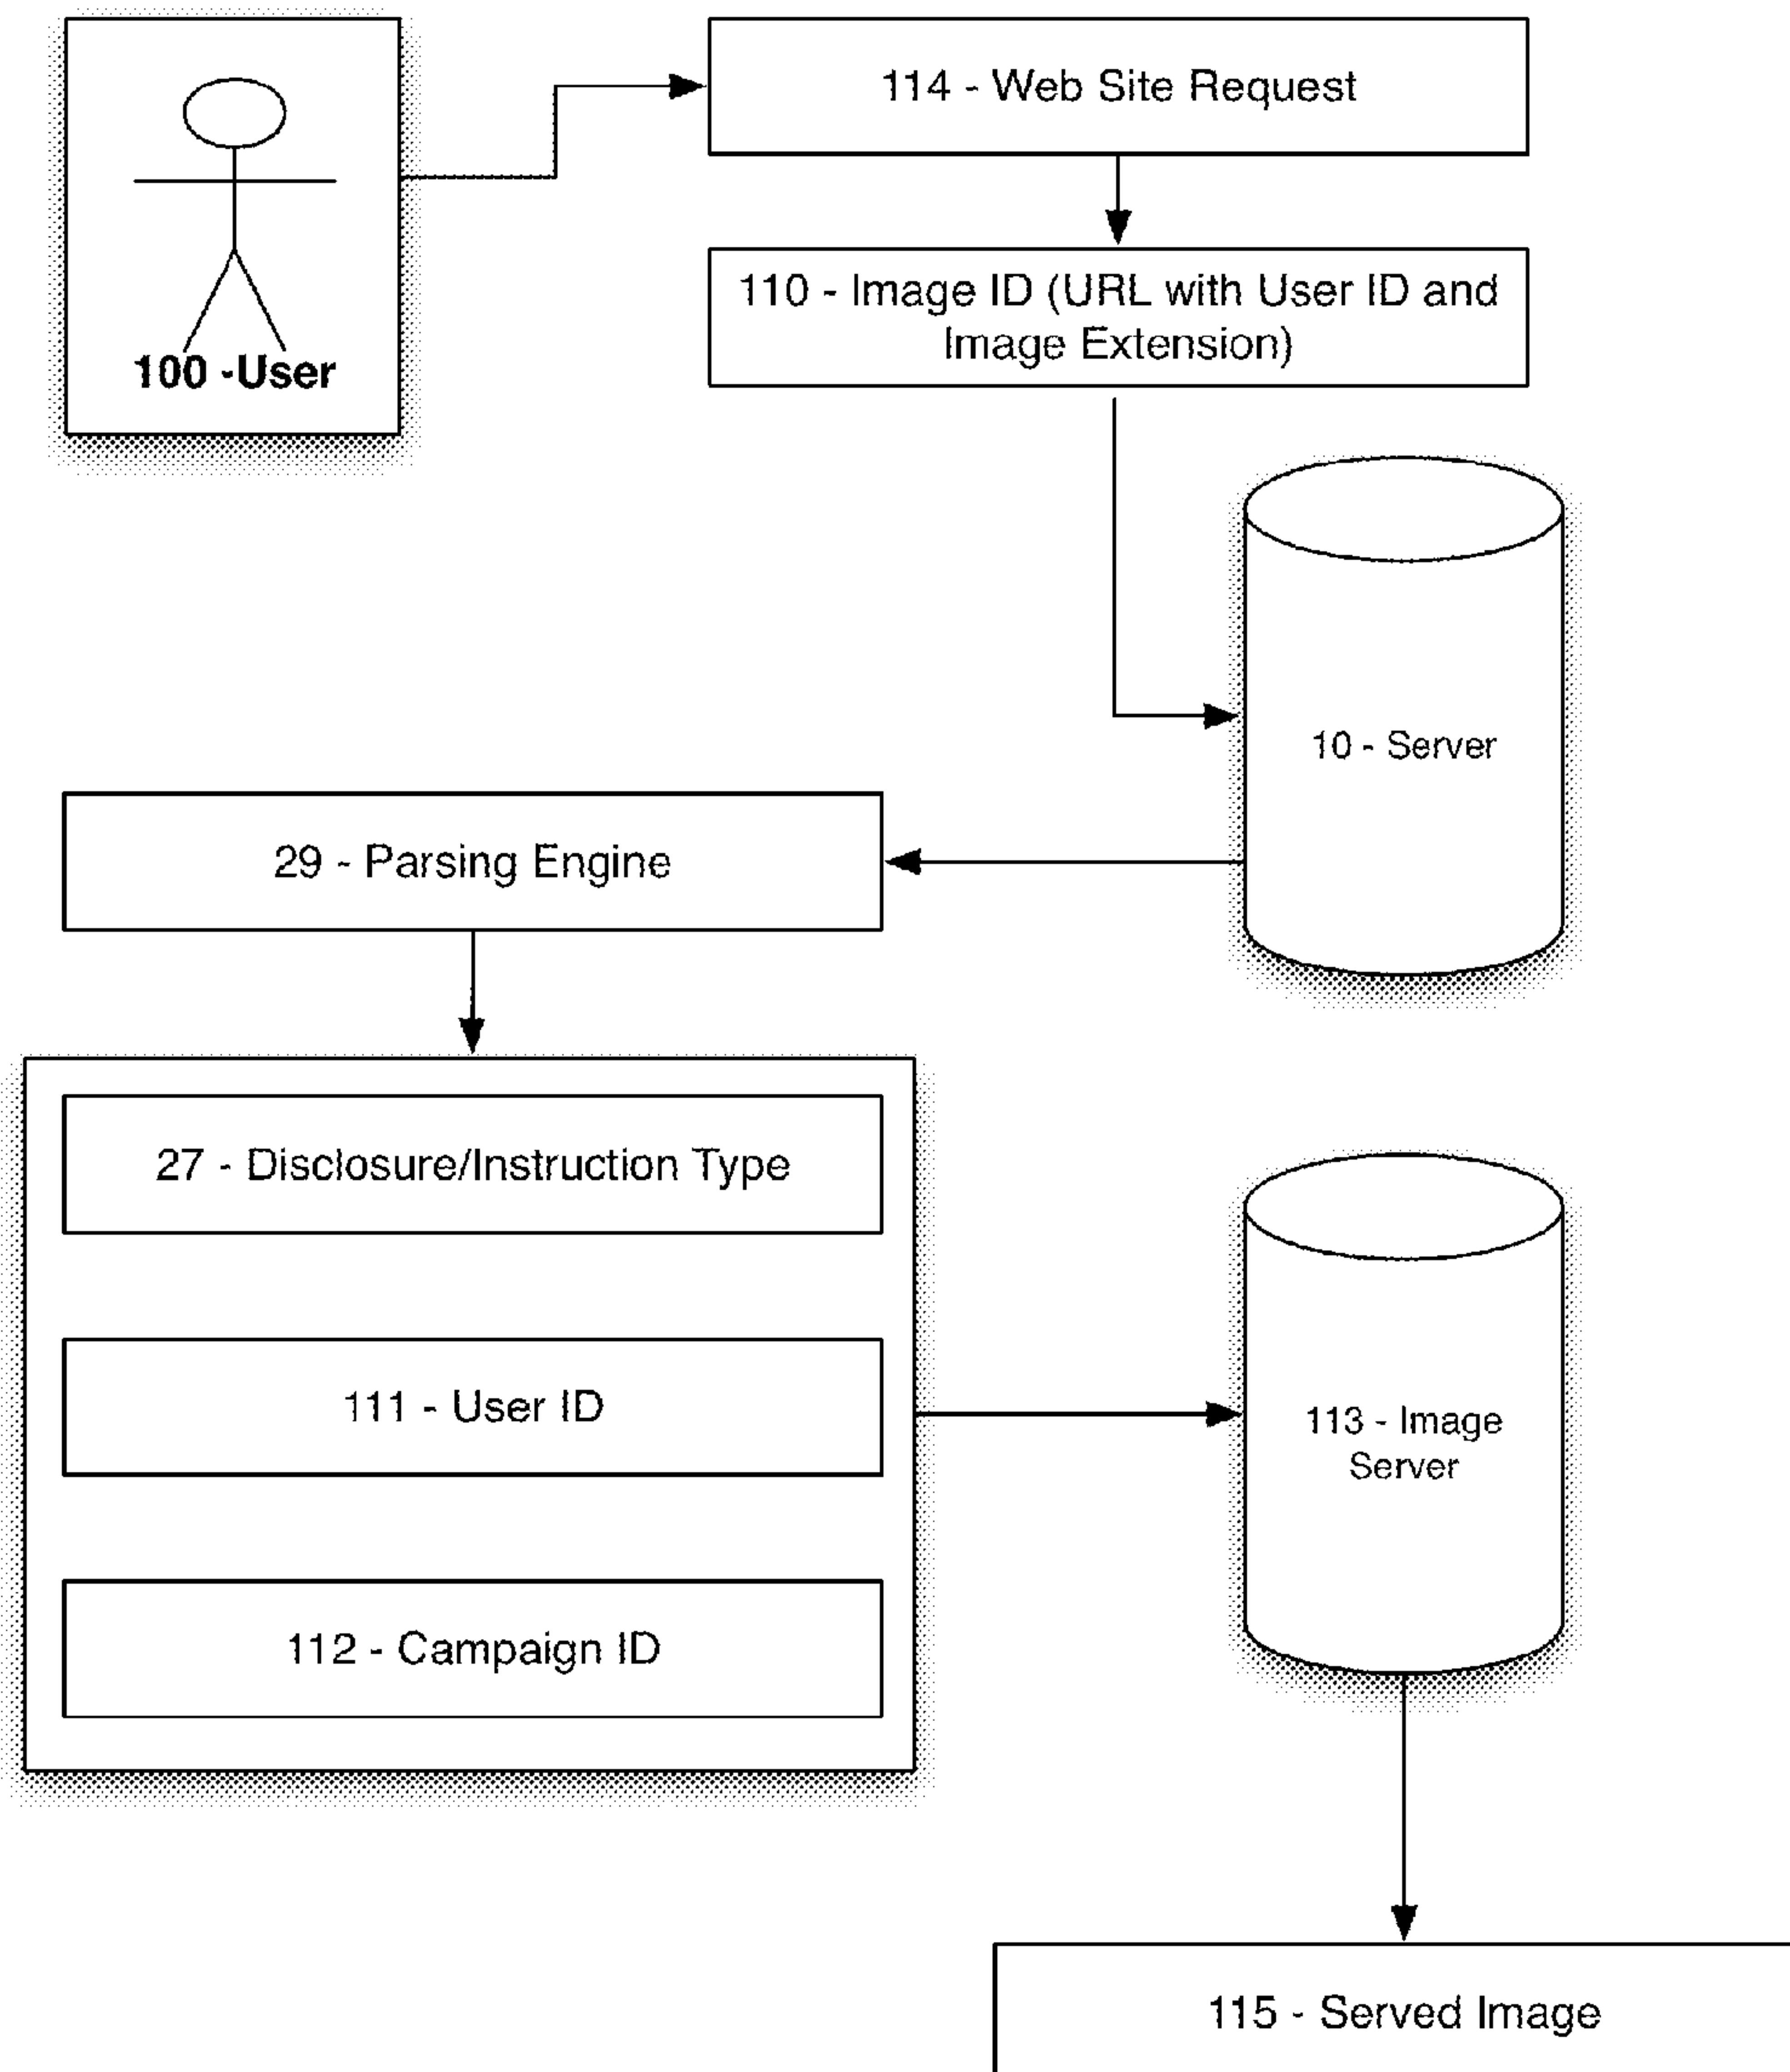 114 - Web Site Request
100 -User
110 - Image ID (URL with User ID and
Image Extension)
10 - Server
29 - Parsing Engine
27 - Disclosure/Instruction Type
111 - User ID
113 - Image
Server
112 - Campaign ID
115 - Served Image